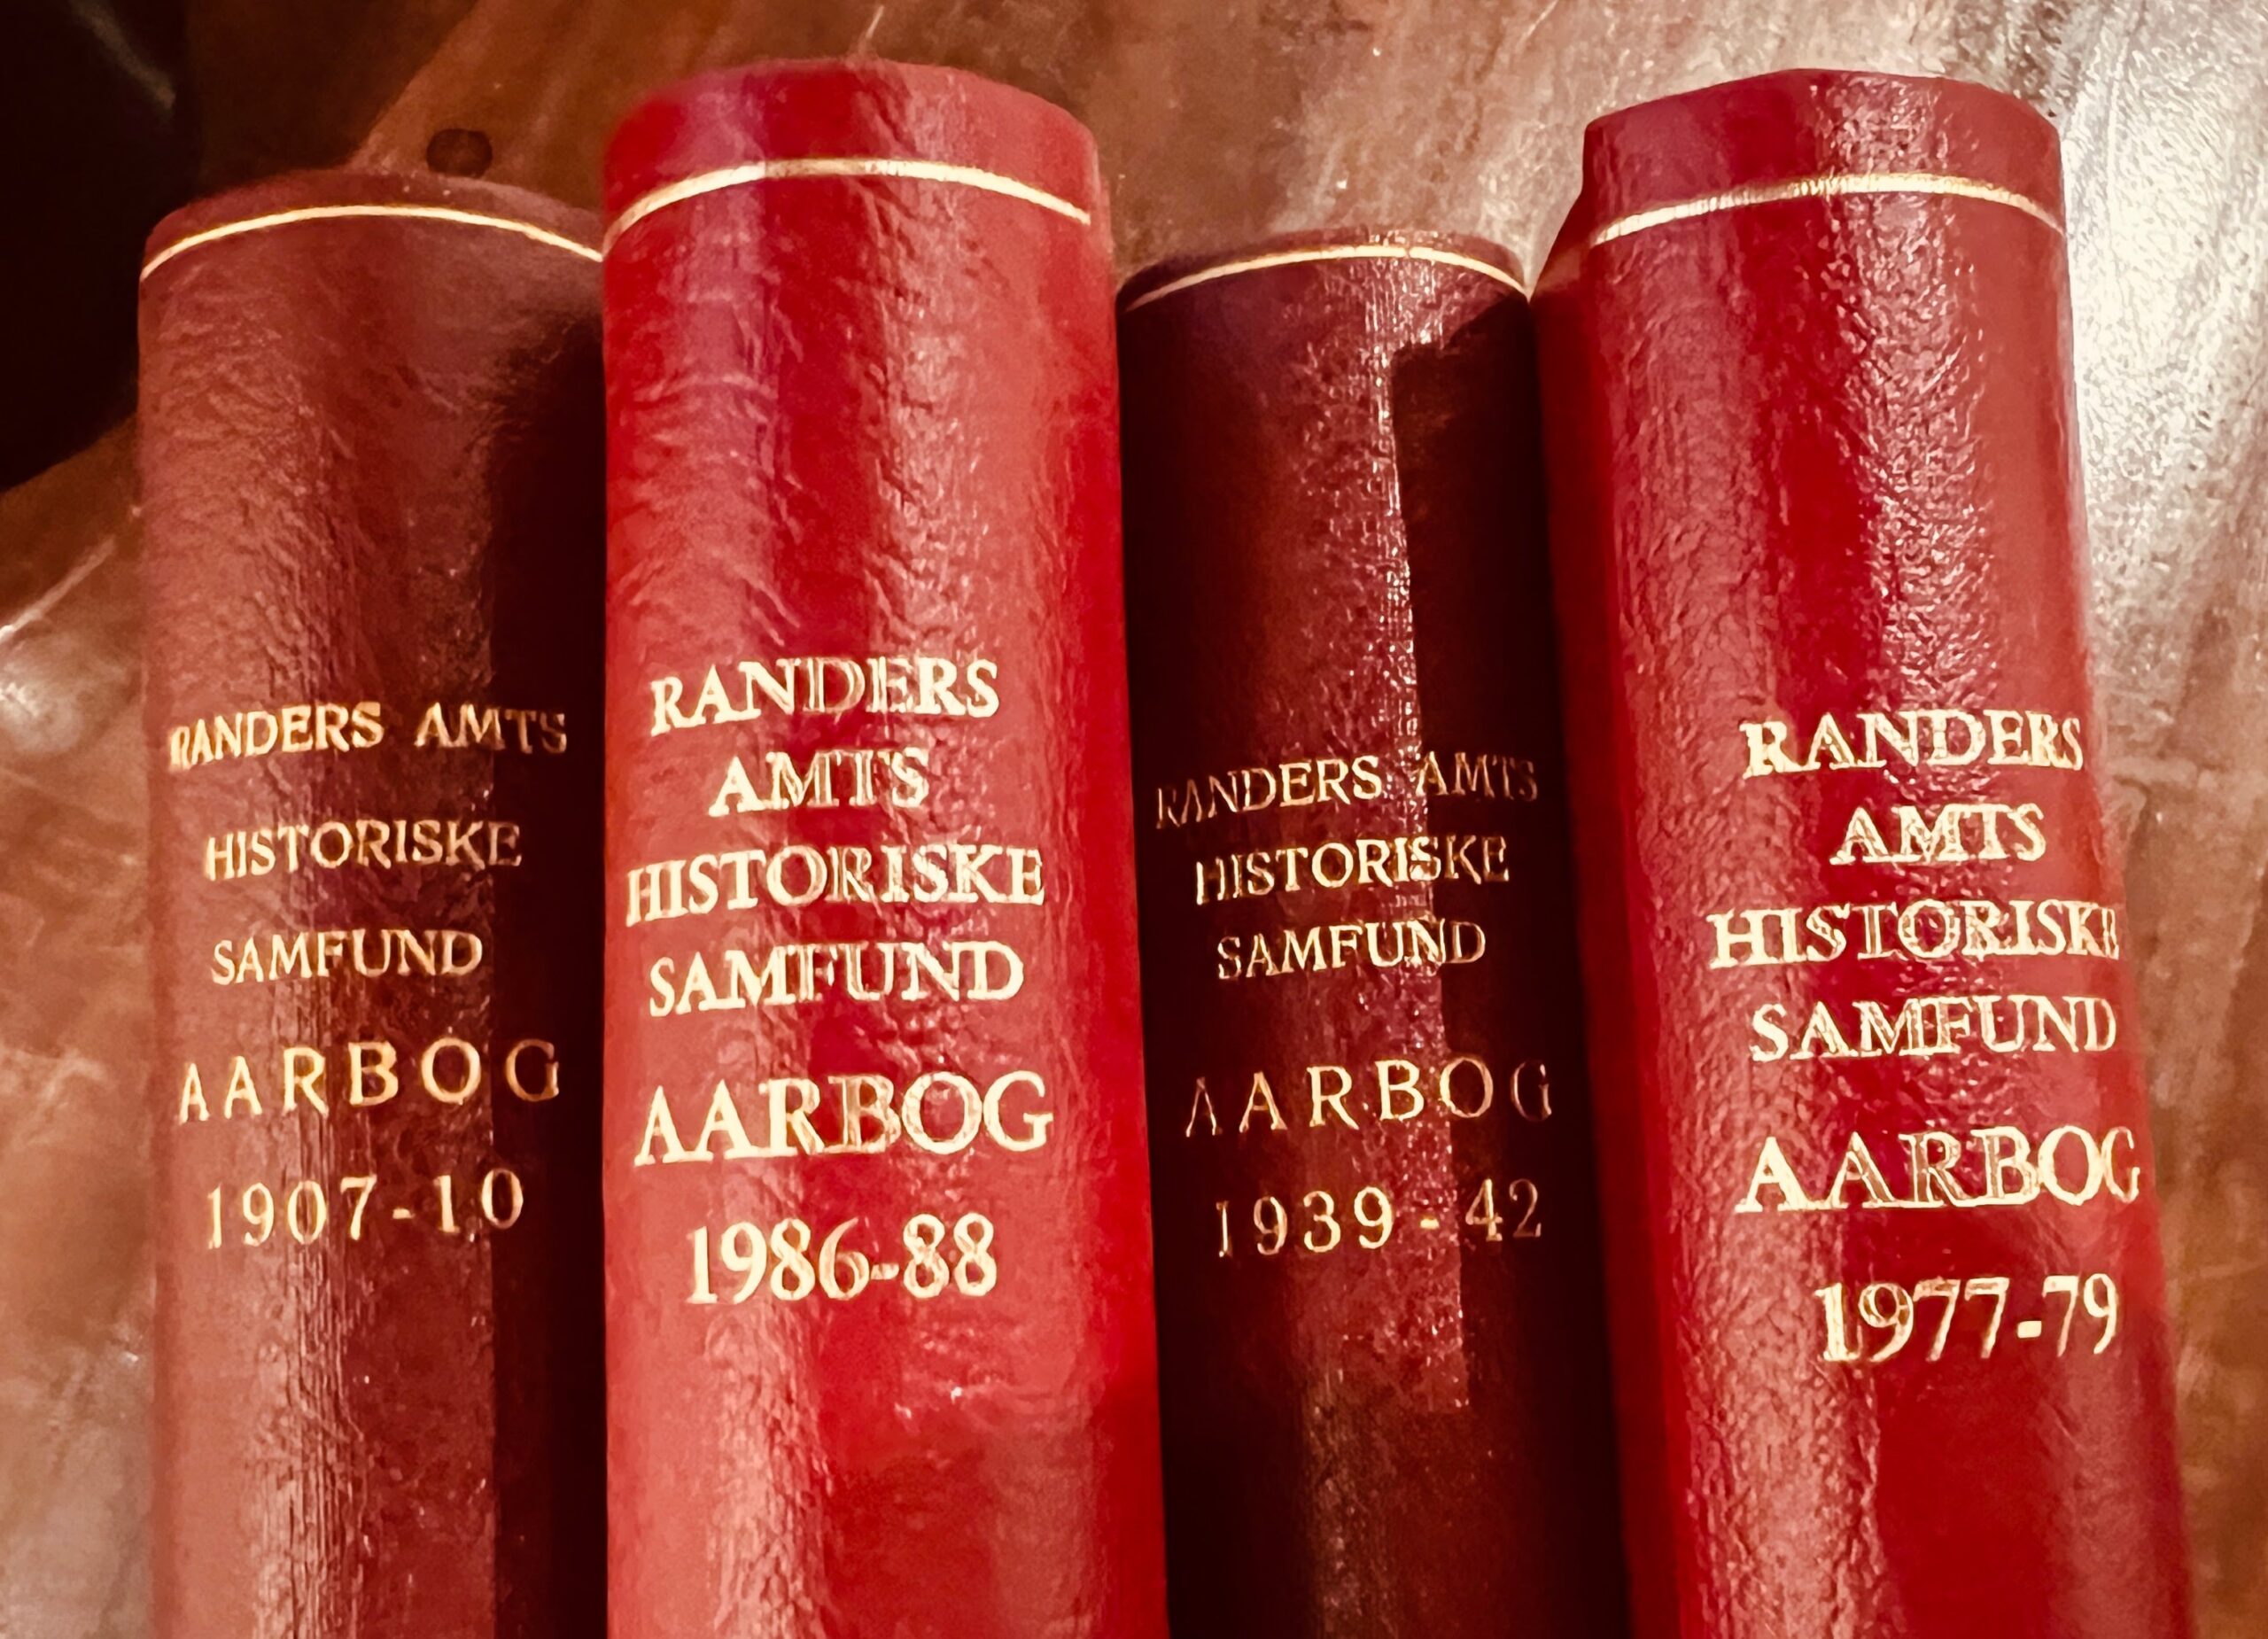 RANDERS AMTS
HISTORISKE
SAMFUND
AARBOG
1907-10
RANDERS
AMTS
HISTORISKE
SAMFUND
AARBOG
1986-88
RANDERS AMTS
HISTORISKE
SAMFUND
AARBOG
1939-42
RANDERS
AMTS
HISTORISKE
SAMFUND
AARBOG
1977-79